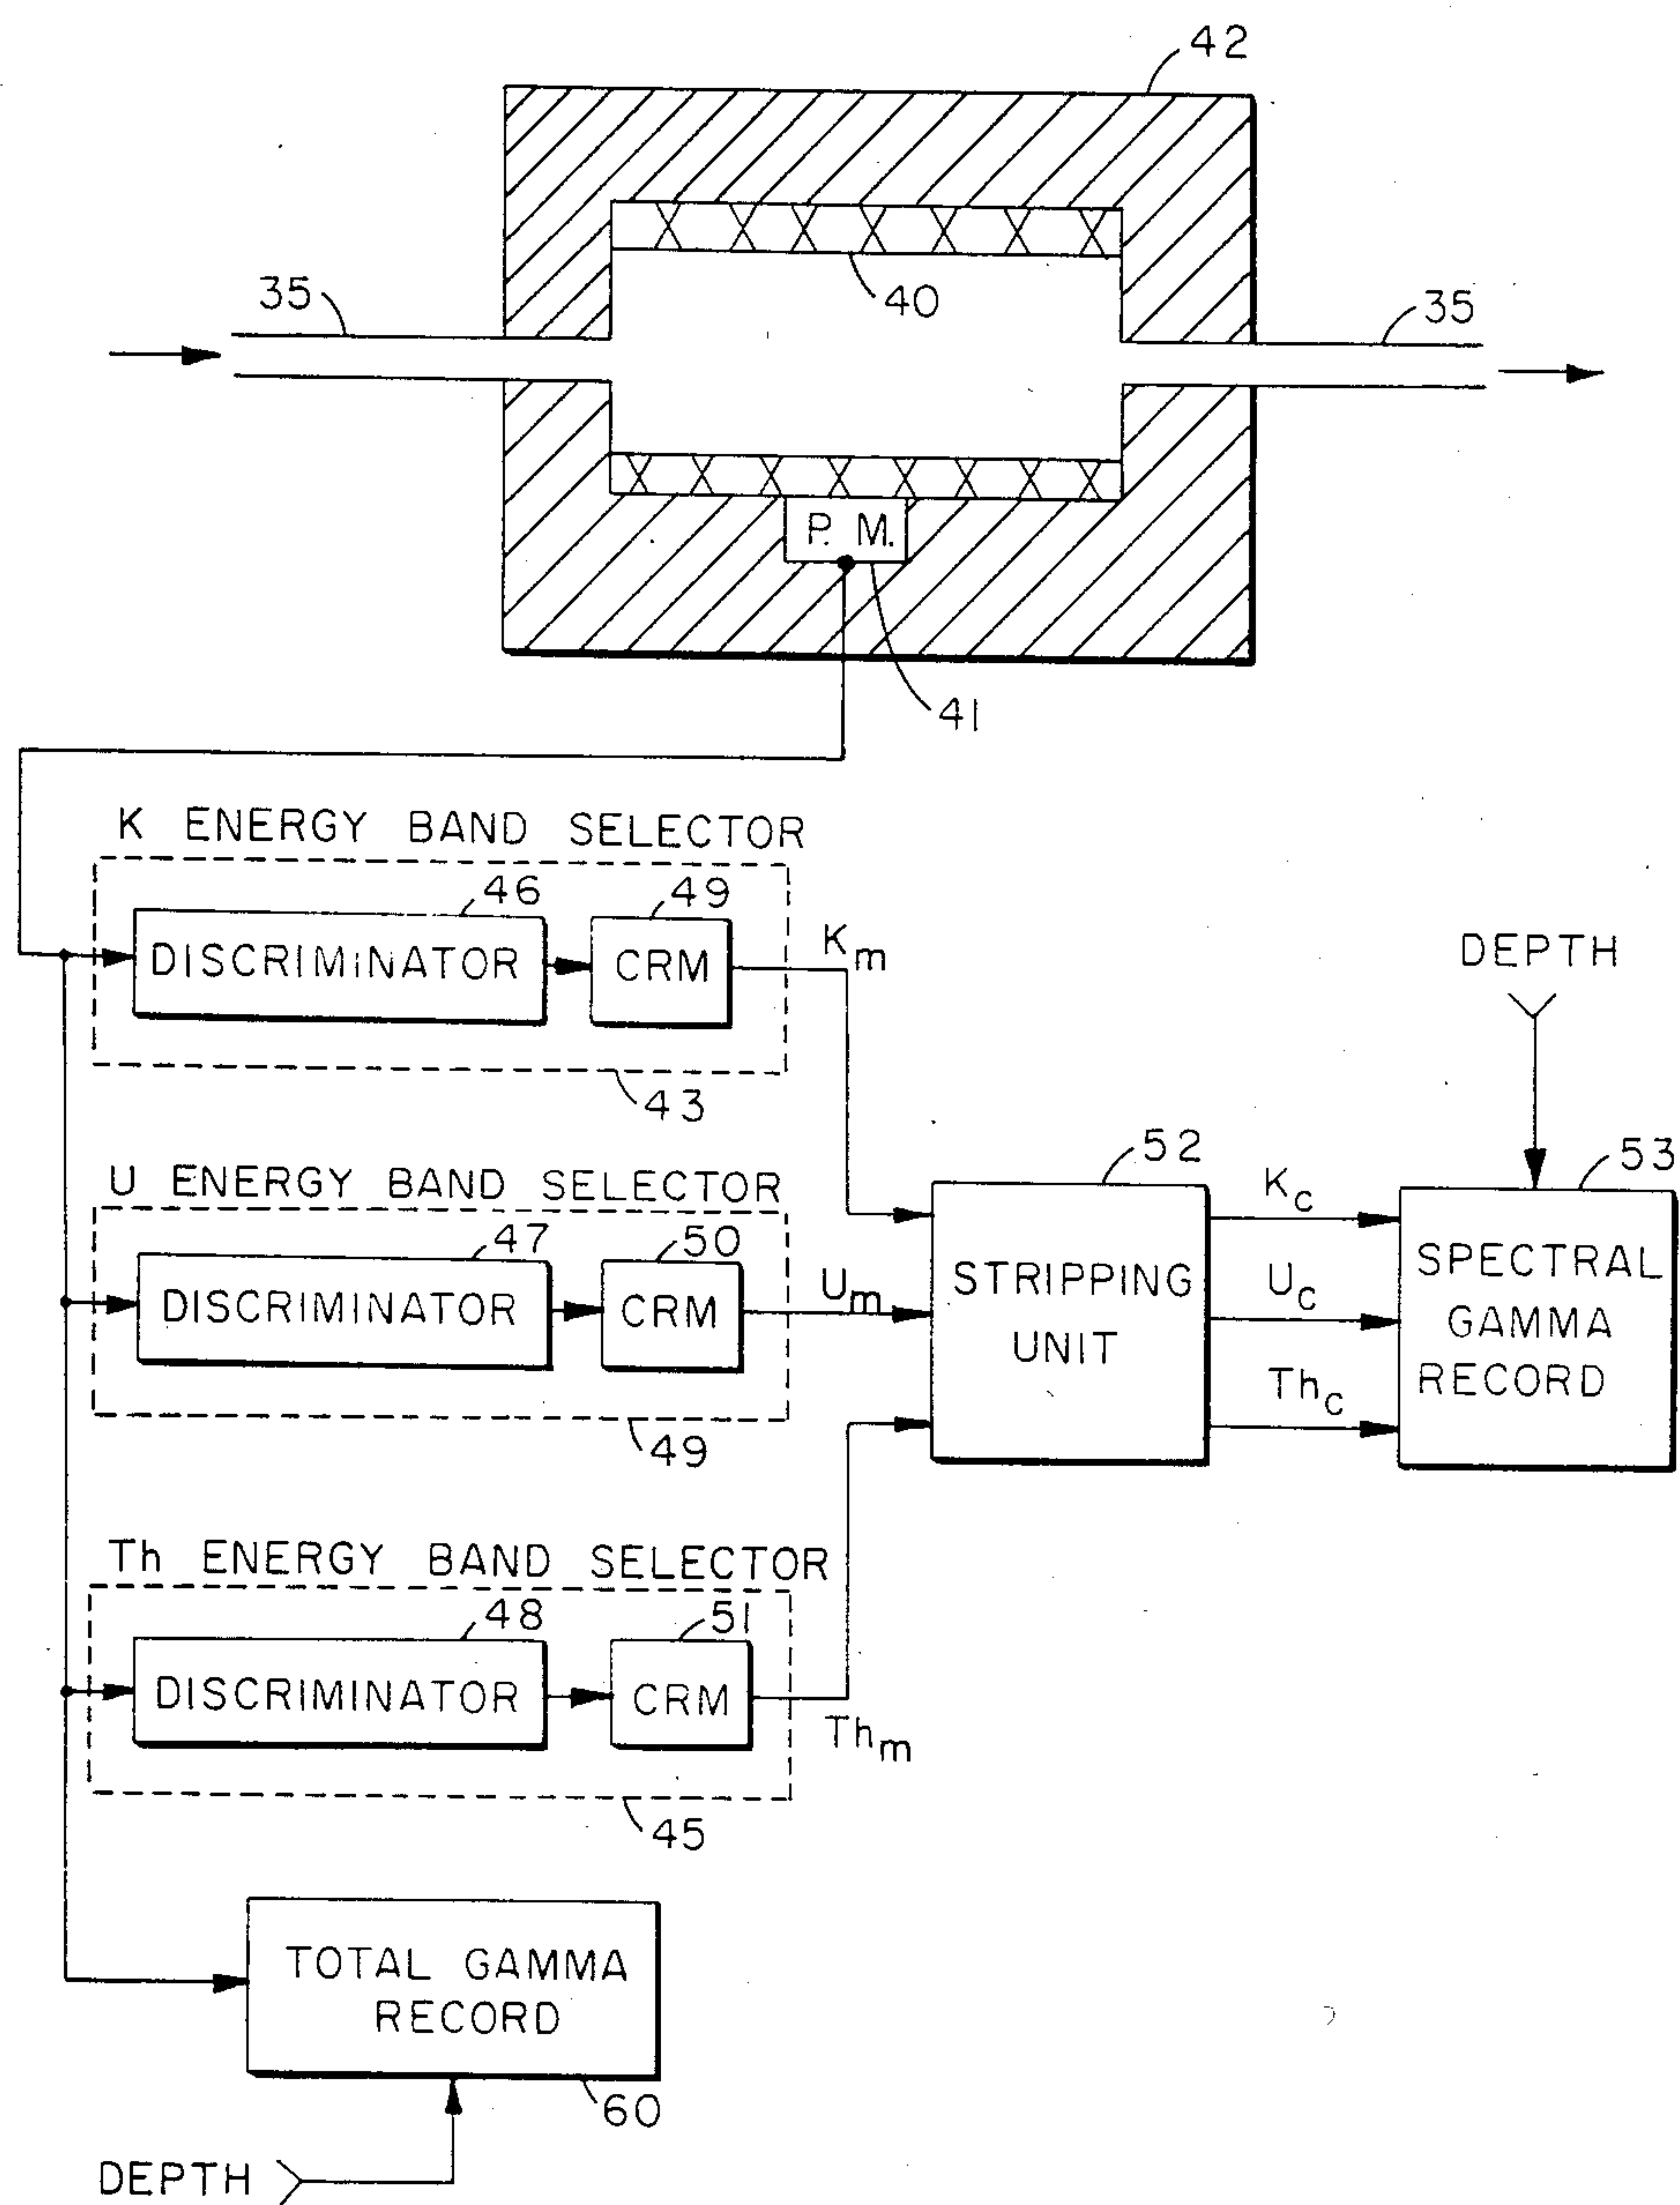 42
35
40
35
P. M.
41
K ENERGY BAND SELECTOR
46
49
DISCRIMINATOR
CRM
Km
43
DEPTH
U ENERGY BAND SELECTOR
47
50
DISCRIMINATOR
CRM
Um
49
52
STRIPPING
UNIT
Kc
Uc
Thc
53
SPECTRAL
GAMMA
RECORD
Th ENERGY BAND SELECTOR
48
51
DISCRIMINATOR
CRM
Thm
45
TOTAL GAMMA
RECORD
60
DEPTH